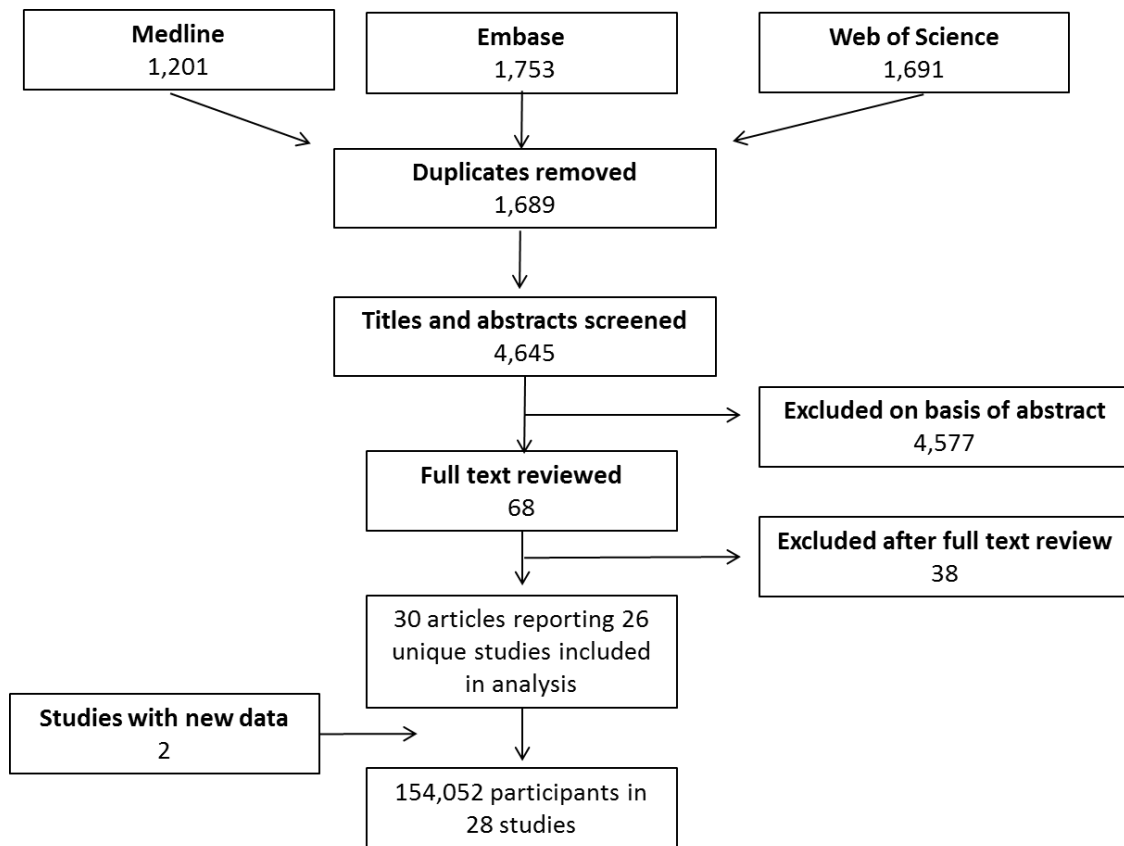 Medline
1,201
Embase
1,753
Web of Science
1,691
Duplicates removed
1,689
Titles and abstracts screened
4,645
Excluded on basis of abstract
4,577
Full text reviewed
68
Excluded after full text review
38
30 articles reporting 26
unique studies included
in analysis
Studies with new data
2
154,052 participants in
28 studies